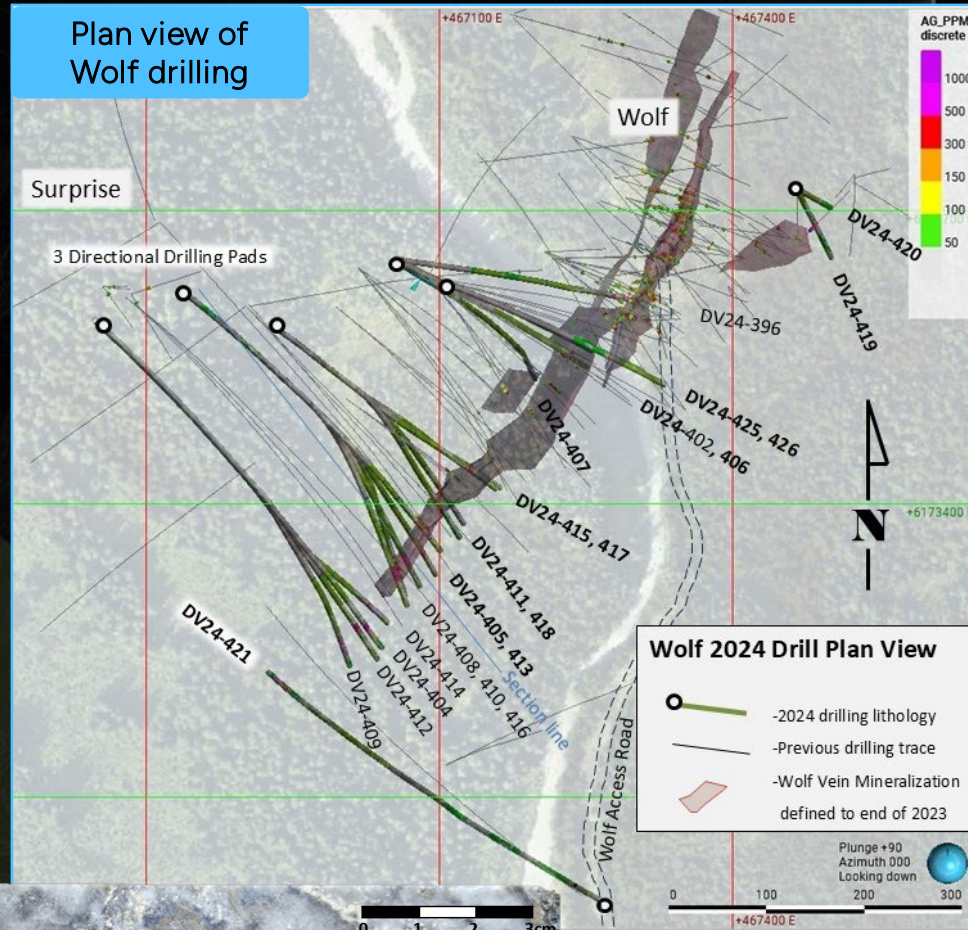 Plan view of
Wolf drilling
+467100 E
+467400 E
AG_PPM
discrete
1000
500
300
150
100
50
Wolf
Surprise
3 Directional Drilling Pads
DV24-420
DV24-419
DV24-396
DV24-425, 426
DV24-402, 406
DV24-407
DV24-415, 417
+6173400
N
DV24-411, 418
DV24-405, 413
DV24-408, 410, 416
DV24-414
DV24-404
DV24-412
DV24-409
DV24-421
Section line
Wolf Access Road
Wolf 2024 Drill Plan View
-2024 drilling lithology
-Previous drilling trace
-Wolf Vein Mineralization
defined to end of 2023
Plunge +90
Azimuth 000
Looking down
0 100 200 300
+467400 E
0 1 2 3cm